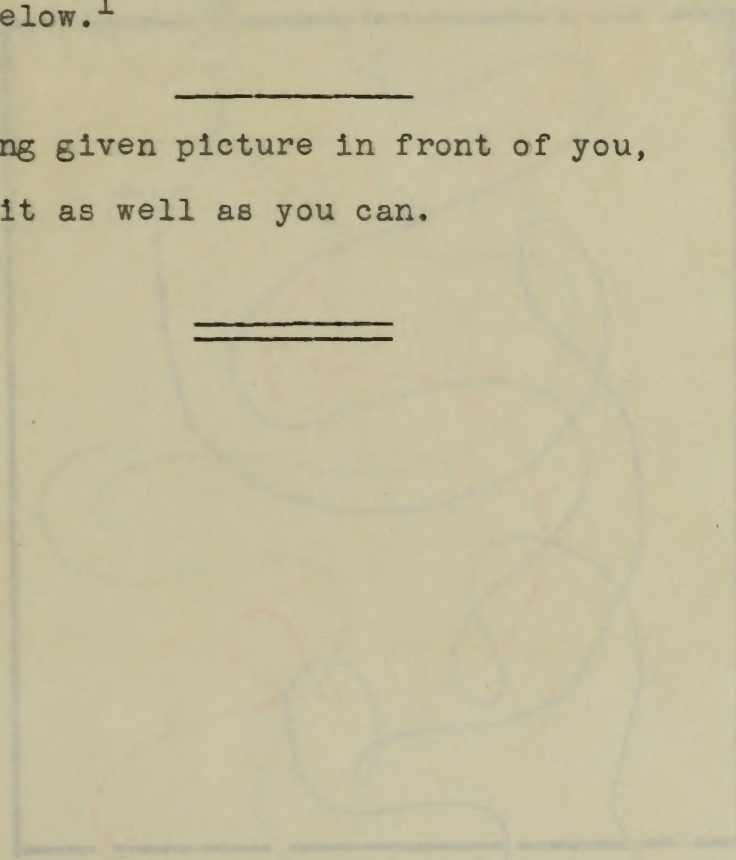 elow.¹
ng given picture in front of you,
it as well as you can.